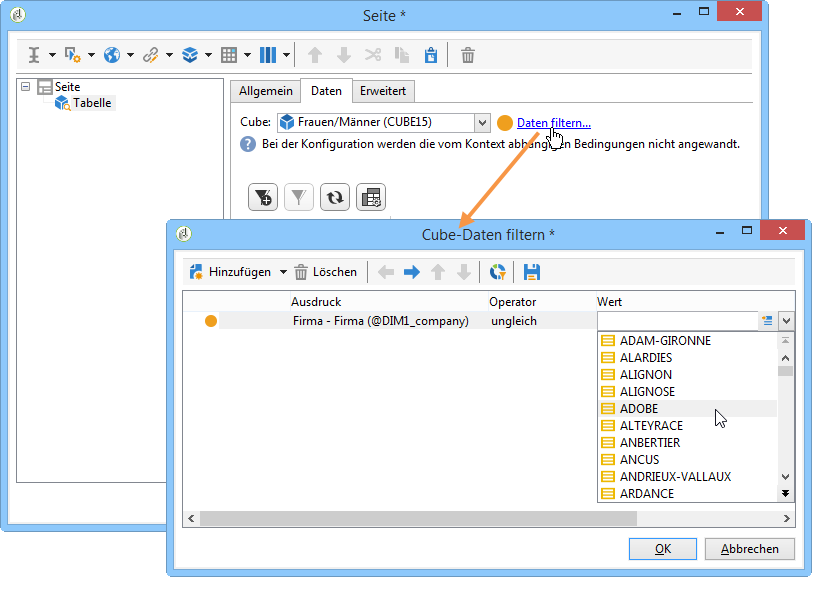 Seite *
Seite
Tabelle
Allgemein Daten Erweitert
Cube: Frauen/Männer (CUBE15) Daten filtern...
Bei der Konfiguration werden die vom Kontext abhängigen Bedingungen nicht angewandt.
Cube-Daten filtern *
Hinzufügen Löschen
Ausdruck Operator Wert
Firma - Firma (@DIM1_company) ungleich
ADAM-GIRONNE
ALARDIES
ALIGNON
ALIGNOSE
ADOBE
ALTEYRACE
ANBERTIER
ANCUS
ANDRIEUX-VALLAUX
ARDANCE
OK Abbrechen